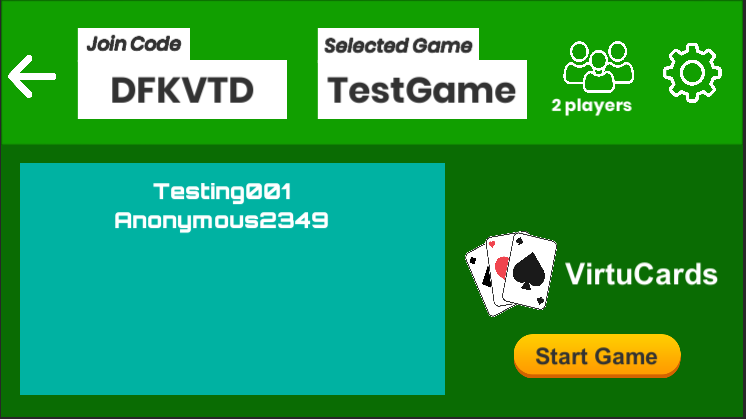 Join Code
DFKVTD
Selected Game
TestGame
2 players
Testing001
Anonymous2349
VirtuCards
Start Game